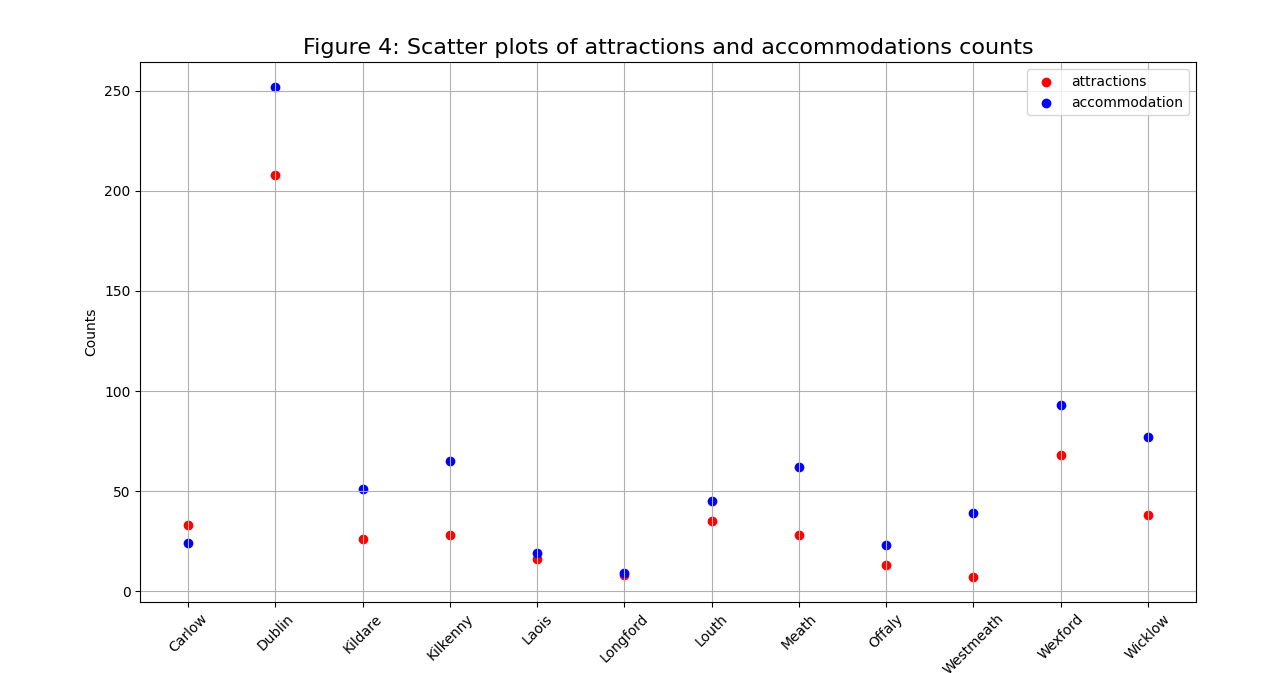 Figure 4: Scatter plots of attractions and accommodations counts
attractions
accommodation
250
200
150
100
50
0
Counts
Carlow
Dublin
Kildare
Kilkenny
Laois
Longford
Louth
Meath
Offaly
Westmeath
Wexford
Wicklow